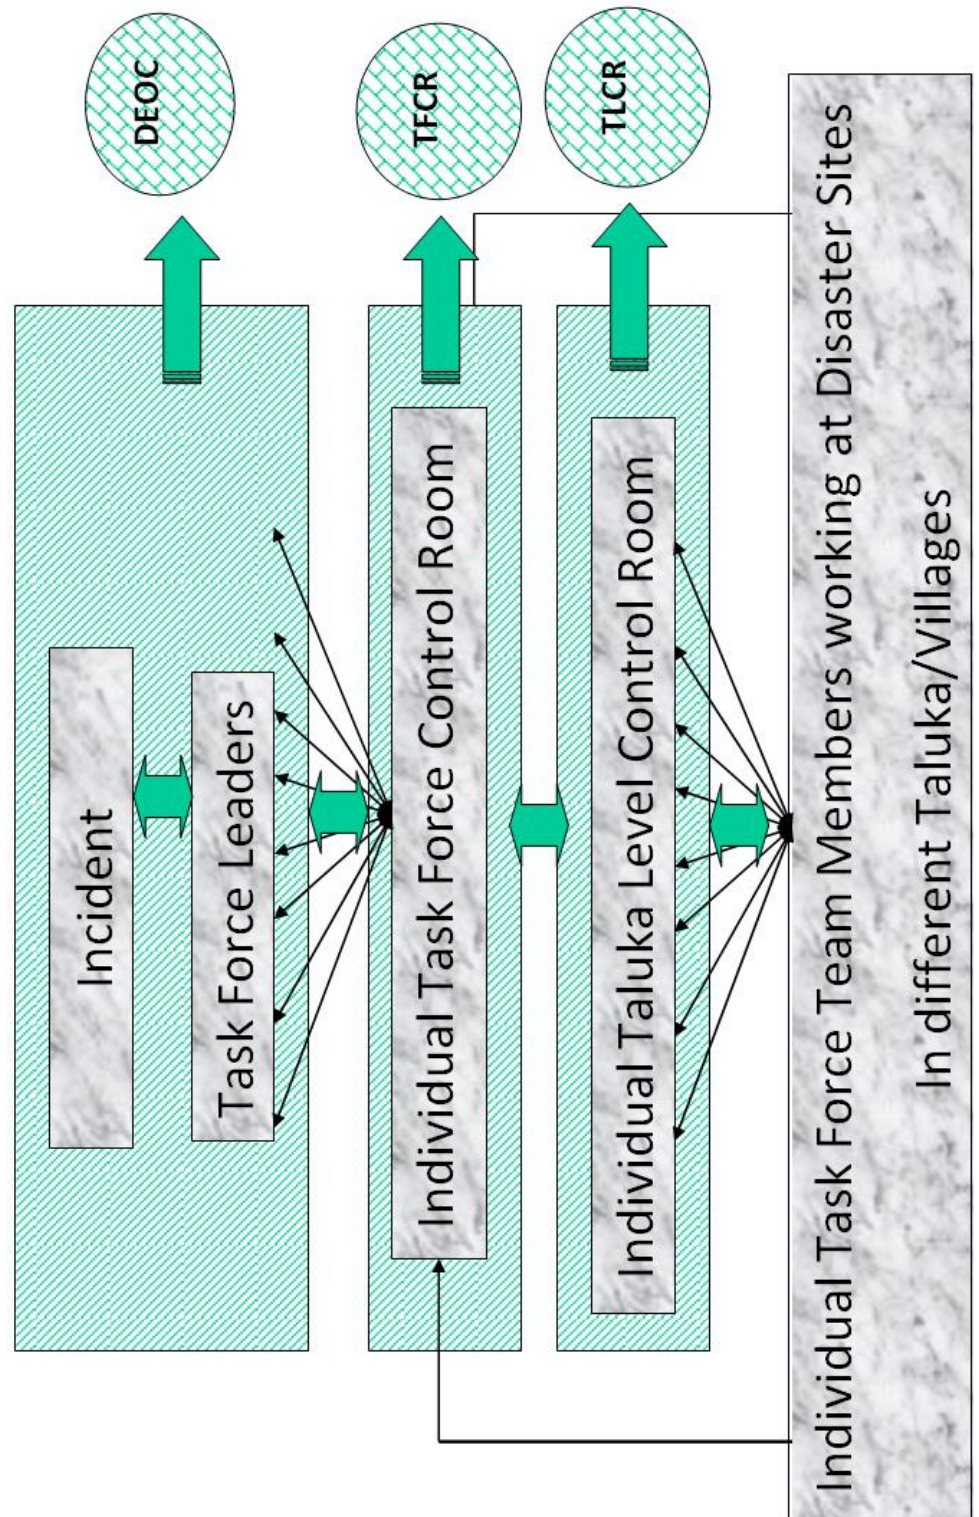 Incident
DEOC
Task Force Leaders
Individual Task Force Control Room
TFCR
Individual Taluka Level Control Room
TLCR
Individual Task Force Team Members working at Disaster Sites
In different Taluka/Villages